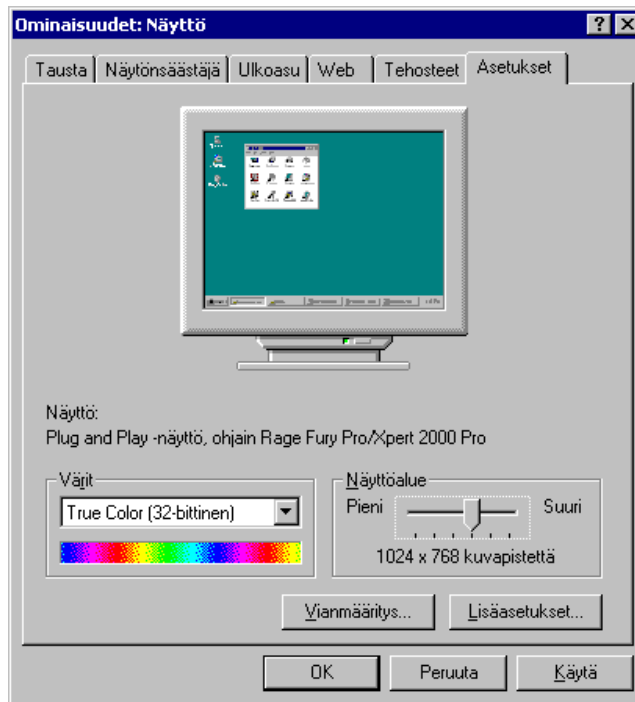 Ominaisuudet: Näyttö
Tausta Näytönsäästäjä Ulkoasu Web Tehosteet Asetukset
Näyttö:
Plug and Play -näyttö, ohjain Rage Fury Pro/Xpert 2000 Pro
Värit
True Color (32-bittinen)
Näyttöalue
Pieni Suuri
1024 x 768 kuvapistettä
Vianmääritys... Lisäasetukset...
OK Peruuta Käytä